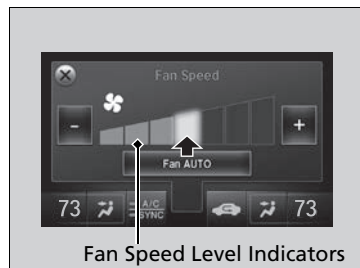 Fan Speed
-
+
Fan AUTO
73 A/C SYNC 73
Fan Speed Level Indicators